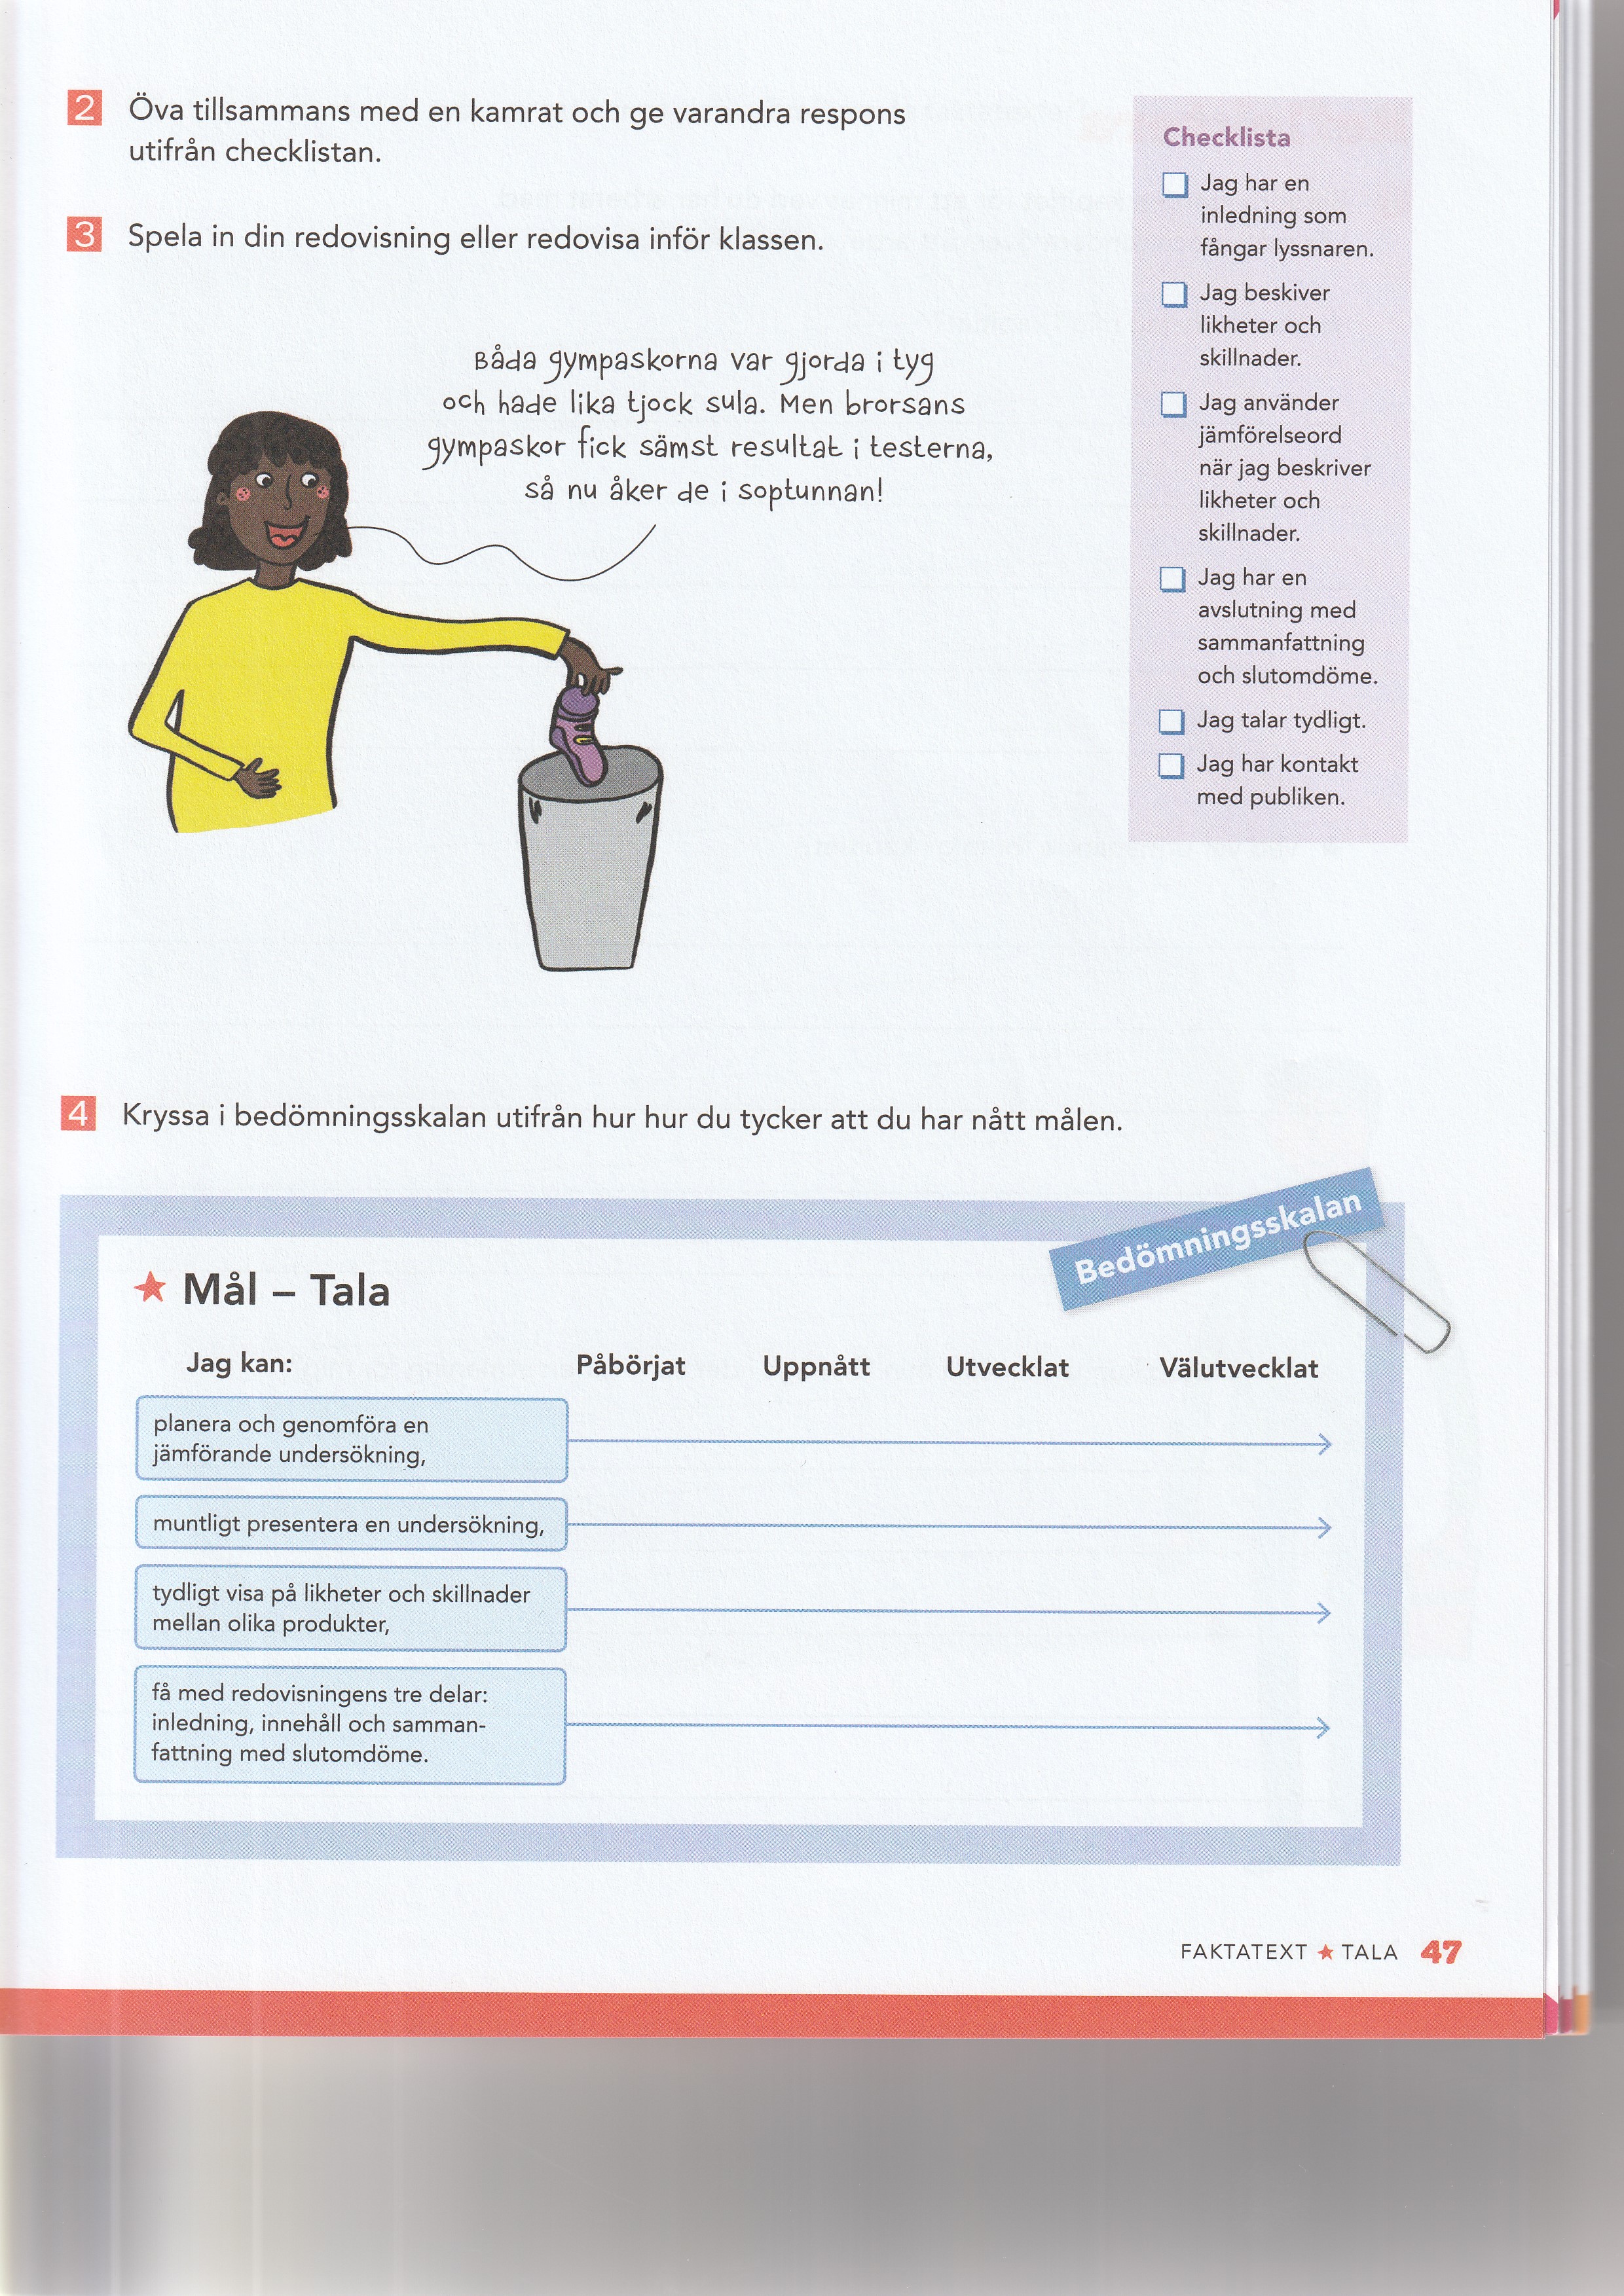 2 Öva tillsammans med en kamrat och ge varandra respons
utifrån checklistan.
3 Spela in din redovisning eller redovisa inför klassen.
Båda gympaskorna var gjorda i tyg
och hade lika tjock sula. Men brorsans
gympaskor fick sämst resultat i testerna,
så nu åker de i soptunnan!
Checklista
Jag har en
inledning som
fångar lyssnaren.
Jag beskiver
likheter och
skillnader.
Jag använder
jämförelseord
när jag beskriver
likheter och
skillnader.
Jag har en
avslutning med
sammanfattning
och slutomdöme.
Jag talar tydligt.
Jag har kontakt
med publiken.
4 Kryssa i bedömningsskalan utifrån hur hur du tycker att du har nått målen.
Bedömningsskalan
Mål – Tala
Jag kan: Påbörjat Uppnått Utvecklat Välutvecklat
planera och genomföra en
jämförande undersökning,
muntligt presentera en undersökning,
tydligt visa på likheter och skillnader
mellan olika produkter,
få med redovisningens tre delar:
inledning, innehåll och samman-
fattning med slutomdöme.
FAKTATEXT ★ TALA 47